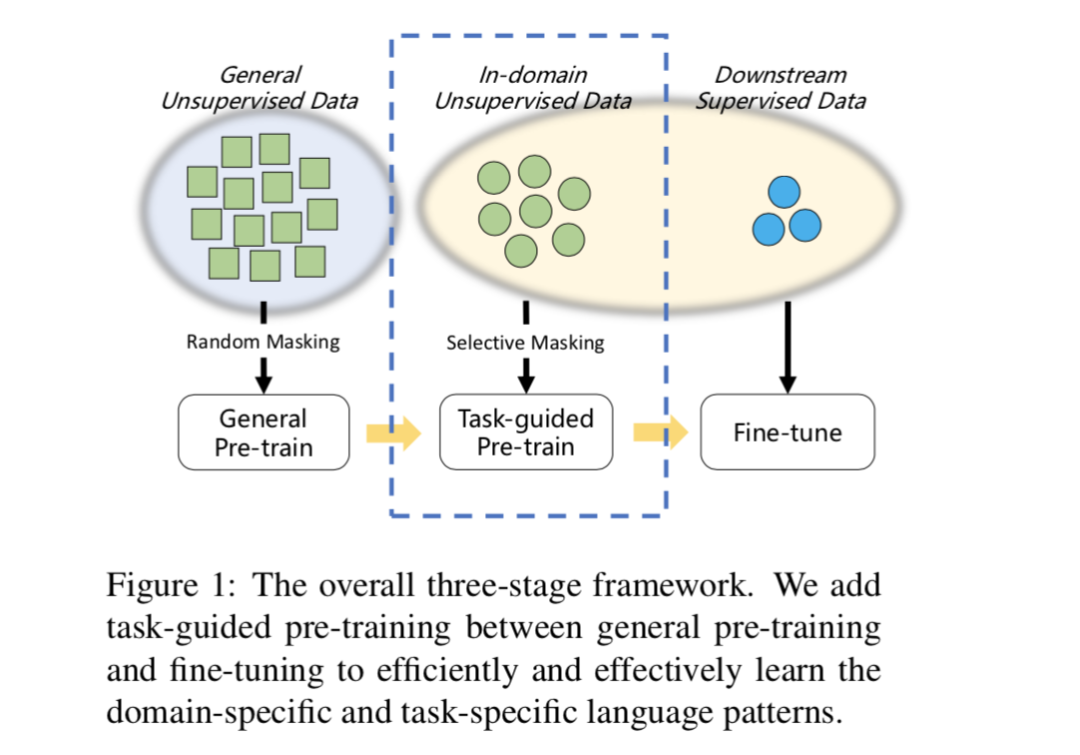 General
Unsupervised Data
In-domain
Unsupervised Data
Downstream
Supervised Data
Random Masking
Selective Masking
General
Pre-train
Task-guided
Pre-train
Fine-tune
Figure 1: The overall three-stage framework. We add
task-guided pre-training between general pre-training
and fine-tuning to efficiently and effectively learn the
domain-specific and task-specific language patterns.